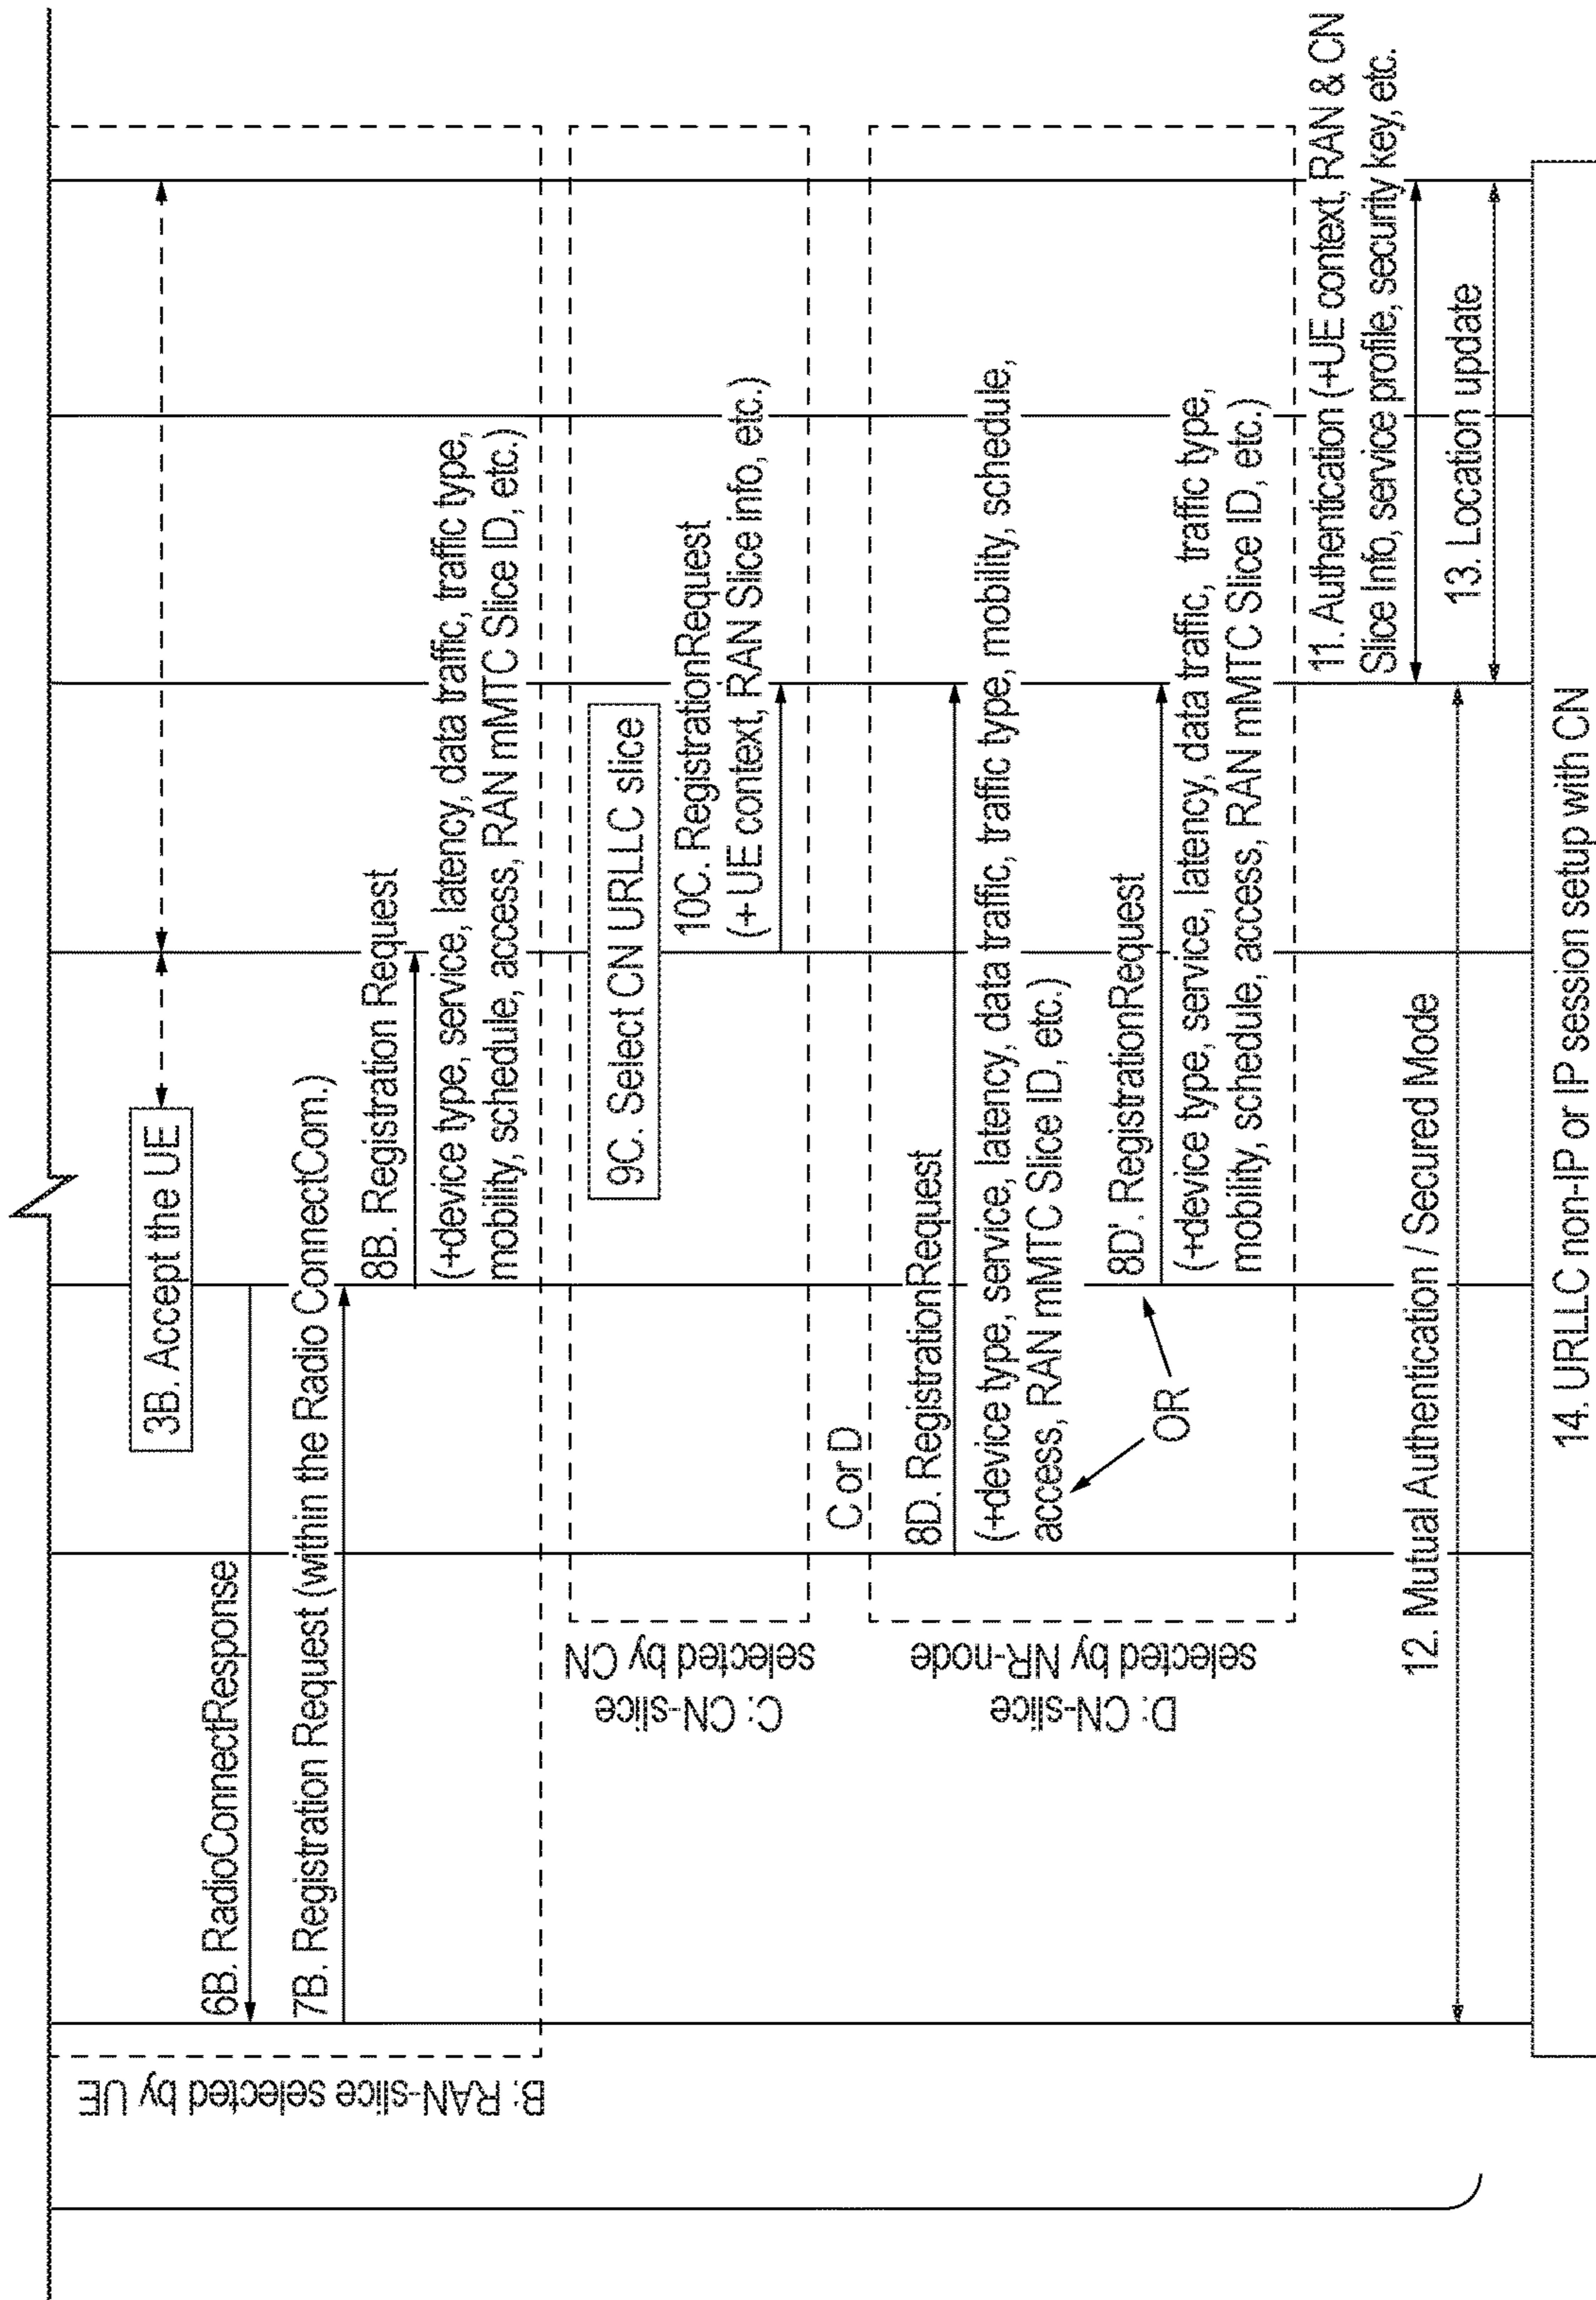 3B. Accept the UE
6B. RadioConnectResponse
7B. Registration Request (within the Radio ConnectCom.)
8B. Registration Request
(+device type, service, latency, data traffic, traffic type,
mobility, schedule, access, RAN mMTC Slice ID, etc.)
B: RAN-slice selected by UE
9C. Select CN URLLC slice
10C. RegistrationRequest
(+ UE context, RAN Slice info, etc.)
C: CN-slice
selected by CN
C or D
8D. RegistrationRequest
(+device type, service, latency, data traffic, traffic type, mobility, schedule,
access, RAN mMTC Slice ID, etc.)
OR
8D'. RegistrationRequest
(+device type, service, latency, data traffic, traffic type,
mobility, schedule, access, RAN mMTC Slice ID, etc.)
D: CN-slice
selected by NR-node
11. Authentication (+UE context, RAN & CN
Slice Info, service profile, security key, etc.
12. Mutual Authentication / Secured Mode
13. Location update
14. URLLC non-IP or IP session setup with CN